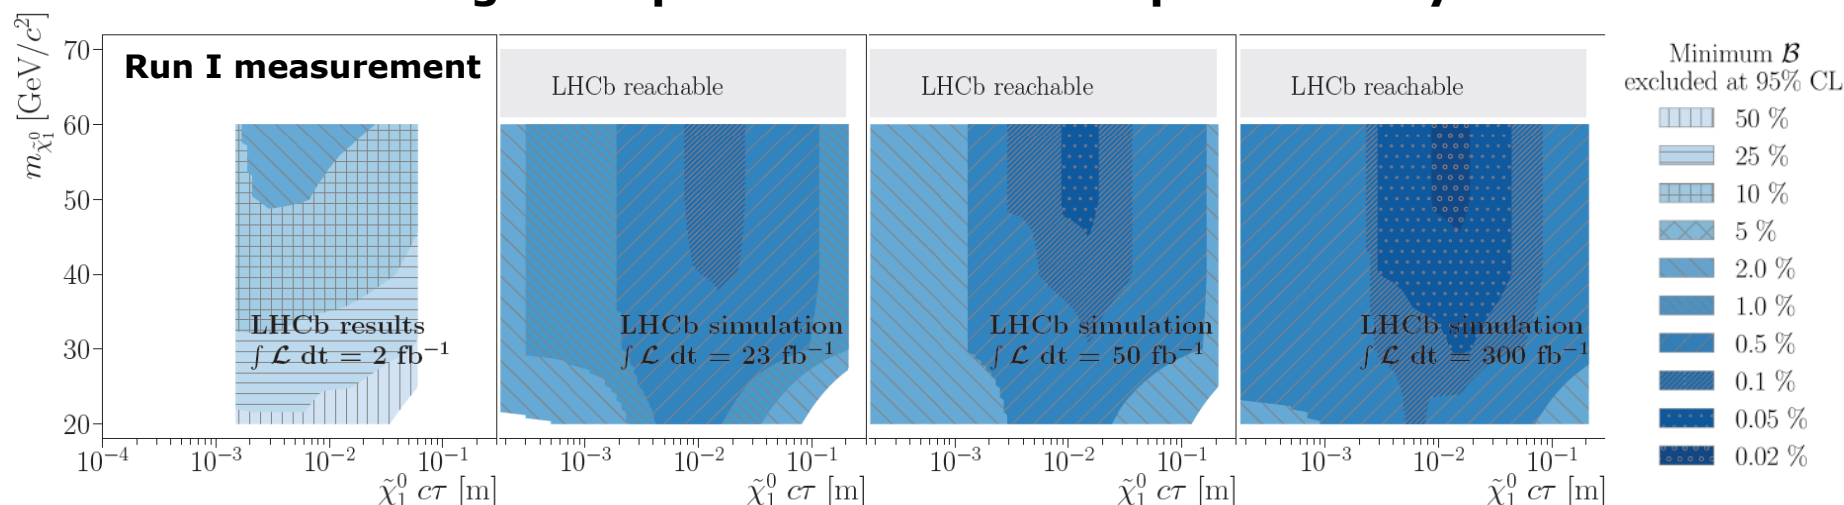 Run I measurement
LHCb reachable
LHCb reachable
LHCb reachable
m_{\tilde{χ}_1^0} [GeV/c²]
70
60
50
40
30
20
LHCb results
∫ 𝓛 dt = 2 fb⁻¹
LHCb simulation
∫ 𝓛 dt = 23 fb⁻¹
LHCb simulation
∫ 𝓛 dt = 50 fb⁻¹
LHCb simulation
∫ 𝓛 dt = 300 fb⁻¹
10⁻⁴ 10⁻³ 10⁻² 10⁻¹
10⁻³ 10⁻² 10⁻¹
10⁻³ 10⁻² 10⁻¹
10⁻³ 10⁻² 10⁻¹
χ̃₁⁰ cτ [m]
χ̃₁⁰ cτ [m]
χ̃₁⁰ cτ [m]
χ̃₁⁰ cτ [m]
Minimum 𝓑
excluded at 95% CL
50 %
25 %
10 %
5 %
2.0 %
1.0 %
0.5 %
0.1 %
0.05 %
0.02 %